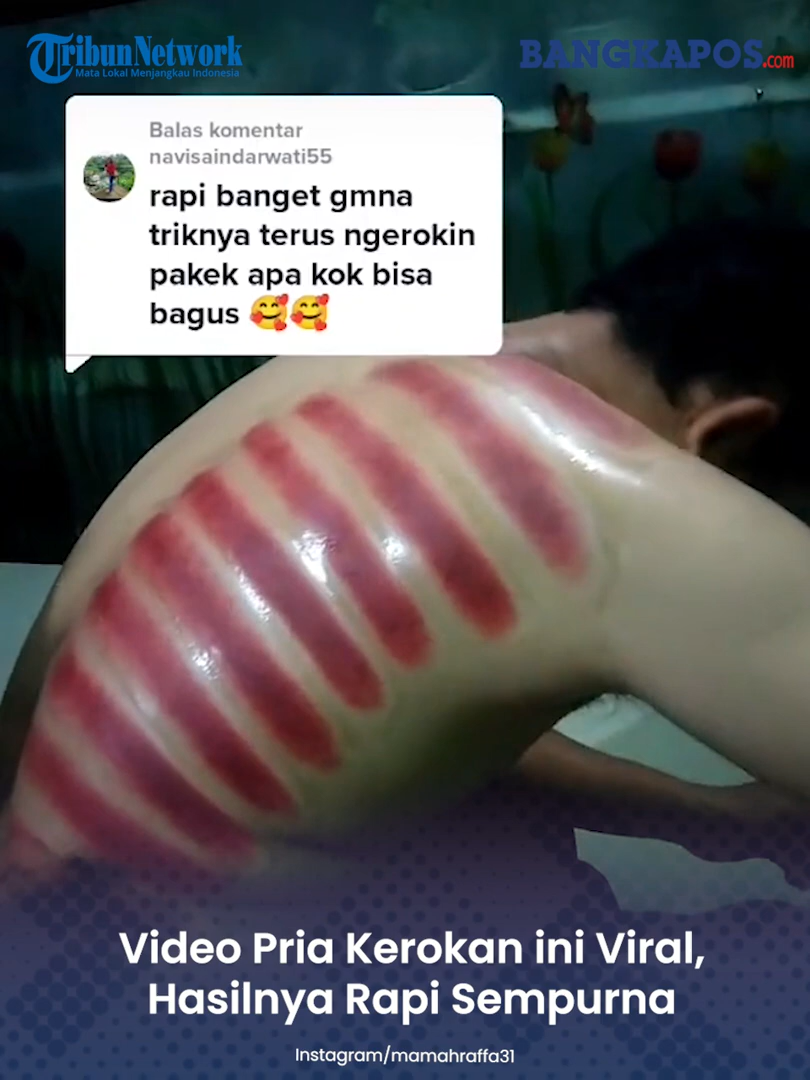 TribunNetwork
Mata Lokal Menjangkau Indonesia
BANGKAPOS.com
Balas komentar
navisaindarwati55
rapi banget gmna
triknya terus ngerokin
pakek apa kok bisa
bagus 🥰🥰
Video Pria Kerokan ini Viral,
Hasilnya Rapi Sempurna
Instagram/mamahraffa31